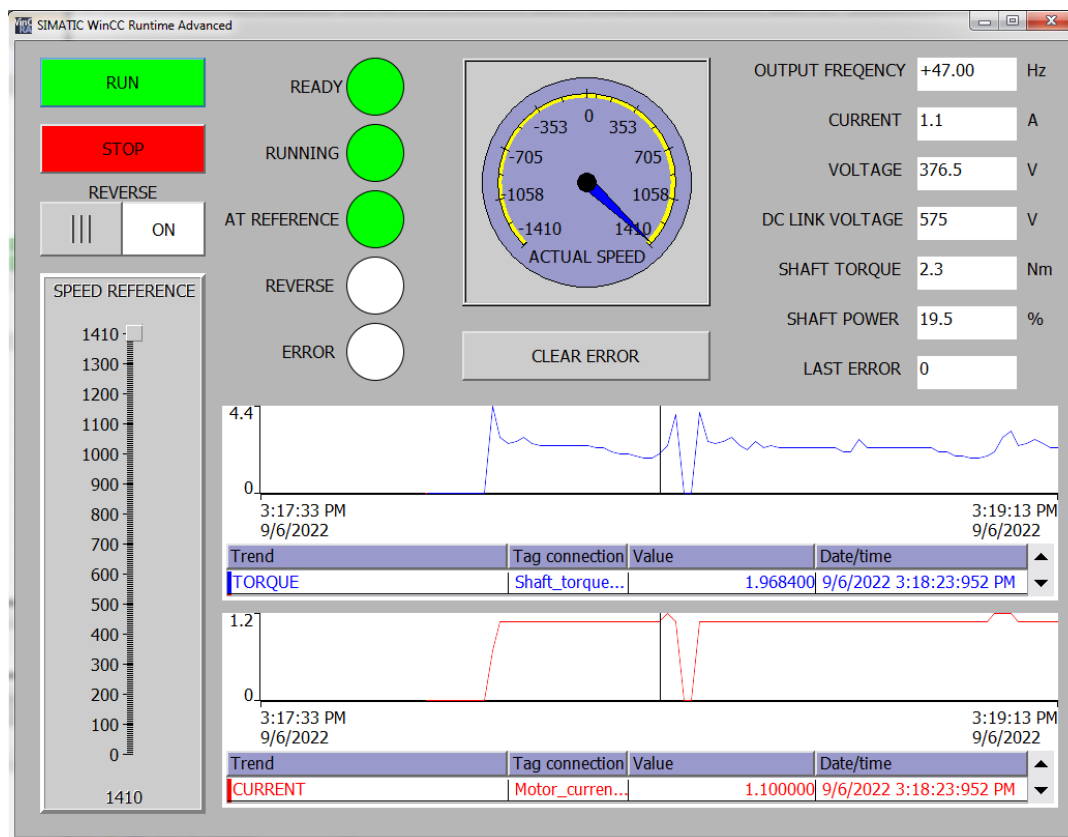 SIMATIC WinCC Runtime Advanced
RUN
STOP
REVERSE
ON
SPEED REFERENCE
1410
1300
1200
1100
1000
900
800
700
600
500
400
300
200
100
0
1410
READY
RUNNING
AT REFERENCE
REVERSE
ERROR
0
-353 353
-705 705
-1058 1058
-1410 1410
ACTUAL SPEED
CLEAR ERROR
OUTPUT FREQENCY +47.00 Hz
CURRENT 1.1 A
VOLTAGE 376.5 V
DC LINK VOLTAGE 575 V
SHAFT TORQUE 2.3 Nm
SHAFT POWER 19.5 %
LAST ERROR 0
4.4
0
3:17:33 PM 3:19:13 PM
9/6/2022 9/6/2022
Trend Tag connection Value Date/time
TORQUE Shaft_torque... 1.968400 9/6/2022 3:18:23:952 PM
1.2
0
3:17:33 PM 3:19:13 PM
9/6/2022 9/6/2022
Trend Tag connection Value Date/time
CURRENT Motor_curren... 1.100000 9/6/2022 3:18:23:952 PM